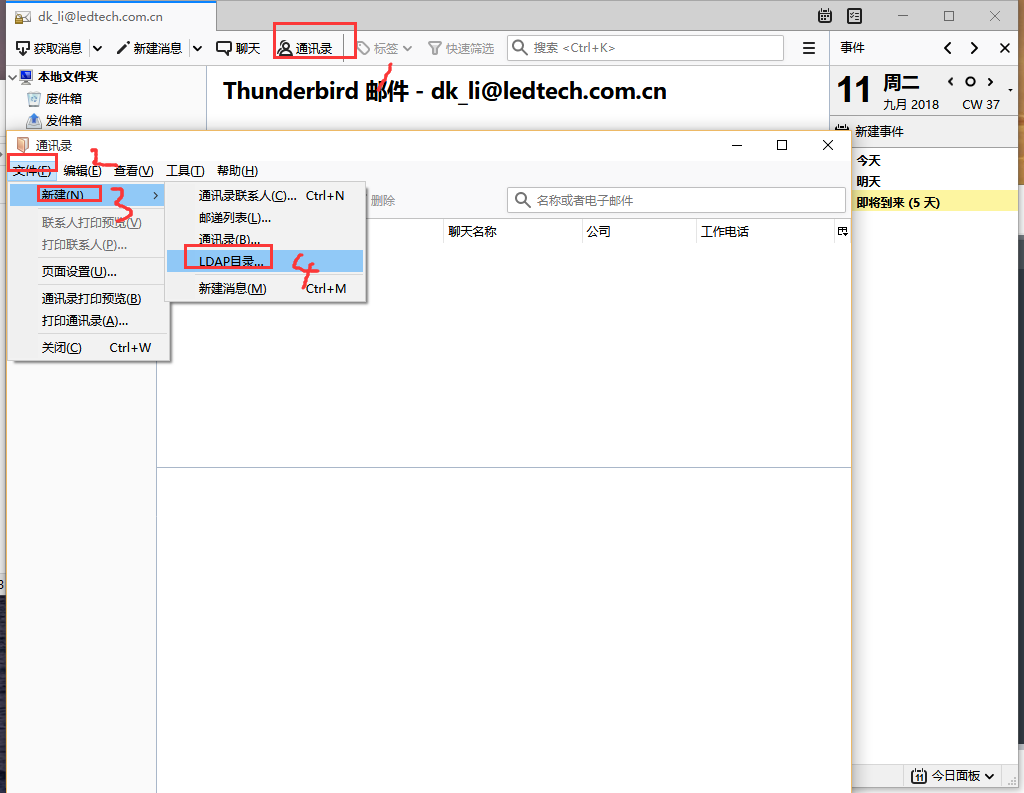 dk_li@ledtech.com.cn
获取消息 新建消息 聊天 通讯录 标签 快速筛选 搜索 <Ctrl+K>
事件
本地文件夹
废件箱
发件箱
Thunderbird 邮件 - dk_li@ledtech.com.cn
1
11 周二
九月 2018 CW 37
新建事件
今天
明天
即将到来 (5 天)
通讯录
文件(F) 编辑(E) 查看(V) 工具(T) 帮助(H)
2
新建(N)
3
联系人打印预览(V)
打印联系人(P)...
页面设置(U)...
通讯录打印预览(B)
打印通讯录(A)...
关闭(C) Ctrl+W
通讯录联系人(C)... Ctrl+N
邮递列表(L)...
通讯录(B)...
LDAP目录...
4
新建消息(M) Ctrl+M
删除
名称或者电子邮件
聊天名称 公司 工作电话
11 今日面板